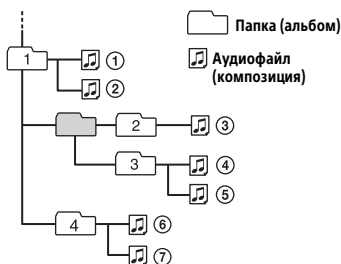 Папка (альбом)
1 ①
Аудиофайл
(композиция)
②
2 ③
3 ④
⑤
4 ⑥
⑦